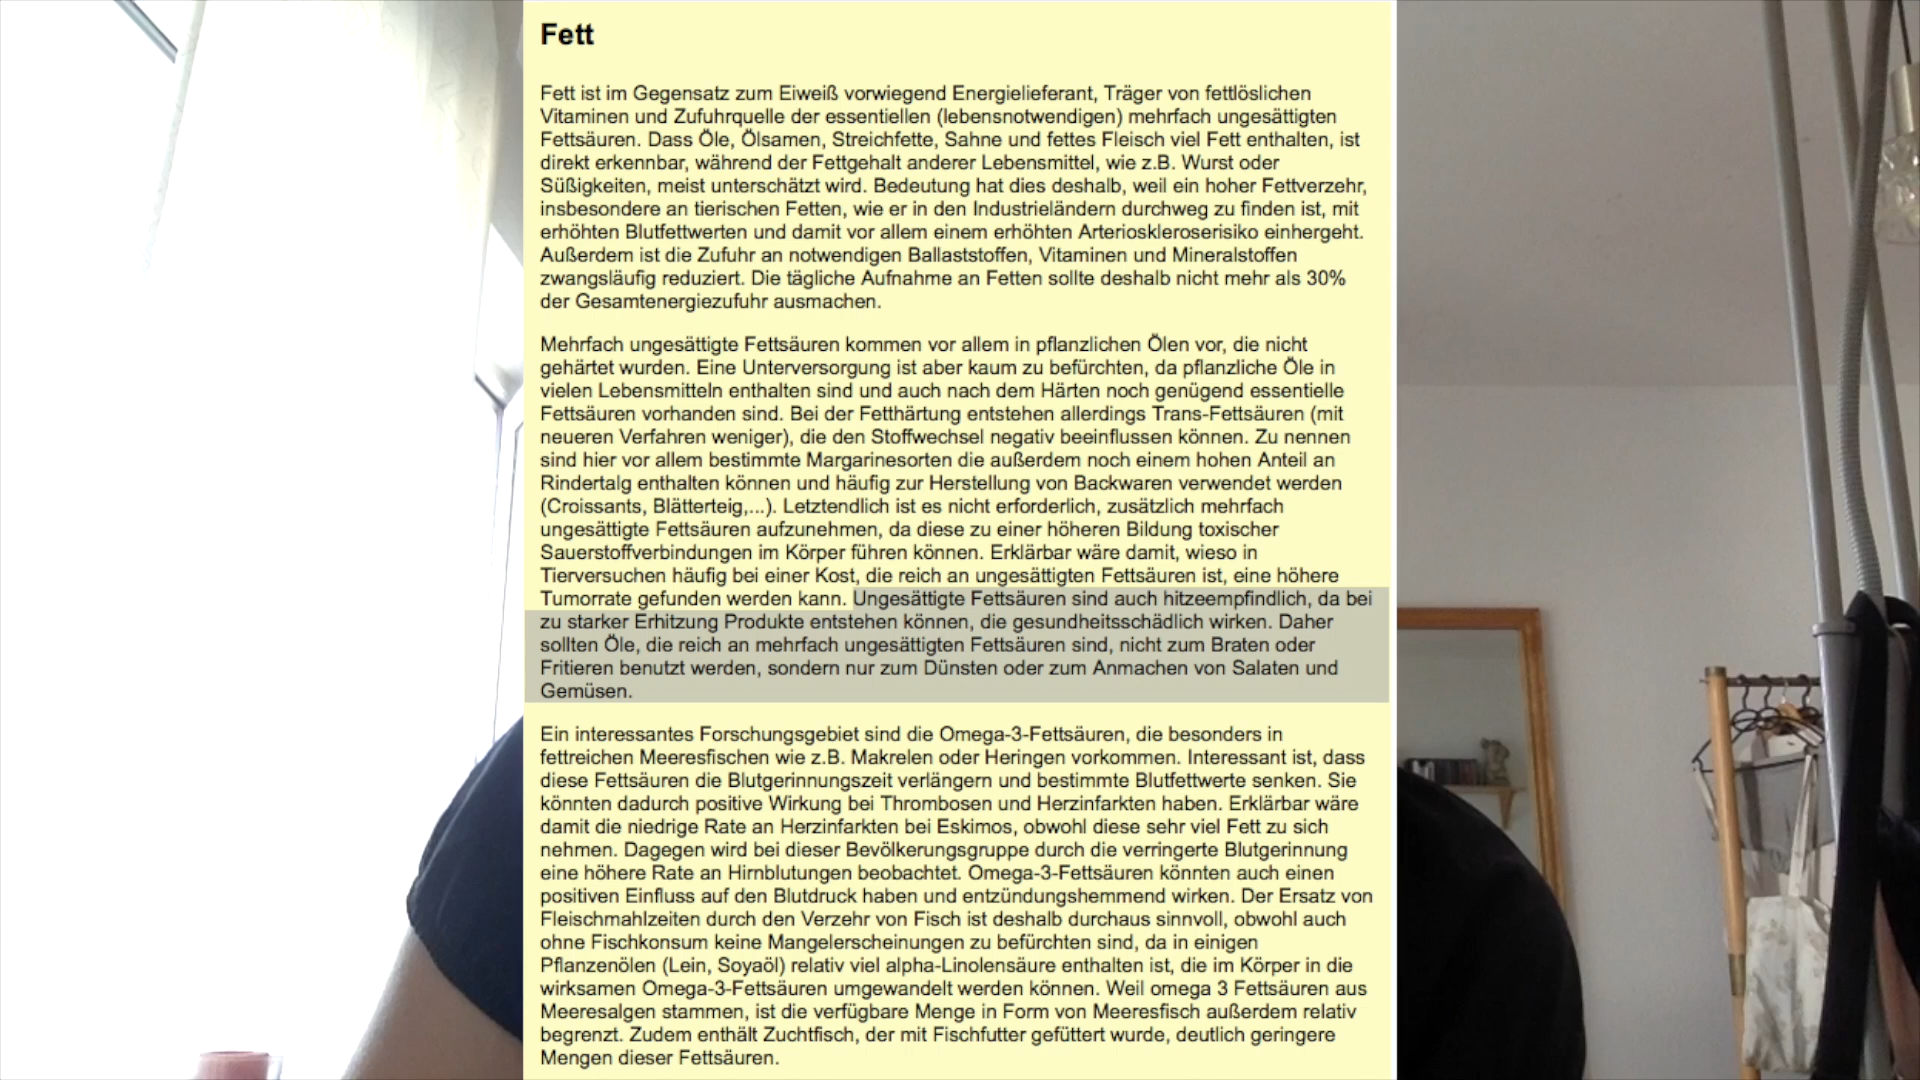 Fett
Fett ist im Gegensatz zum Eiweiß vorwiegend Energielieferant, Träger von fettlöslichen
Vitaminen und Zufuhrquelle der essentiellen (lebensnotwendigen) mehrfach ungesättigten
Fettsäuren. Dass Öle, Ölsamen, Streichfette, Sahne und fettes Fleisch viel Fett enthalten, ist
direkt erkennbar, während der Fettgehalt anderer Lebensmittel, wie z.B. Wurst oder
Süßigkeiten, meist unterschätzt wird. Bedeutung hat dies deshalb, weil ein hoher Fettverzehr,
insbesondere an tierischen Fetten, wie er in den Industrieländern durchweg zu finden ist, mit
erhöhten Blutfettwerten und damit vor allem einem erhöhten Arterioskleroserisiko einhergeht.
Außerdem ist die Zufuhr an notwendigen Ballaststoffen, Vitaminen und Mineralstoffen
zwangsläufig reduziert. Die tägliche Aufnahme an Fetten sollte deshalb nicht mehr als 30%
der Gesamtenergiezufuhr ausmachen.
Mehrfach ungesättigte Fettsäuren kommen vor allem in pflanzlichen Ölen vor, die nicht
gehärtet wurden. Eine Unterversorgung ist aber kaum zu befürchten, da pflanzliche Öle in
vielen Lebensmitteln enthalten sind und auch nach dem Härten noch genügend essentielle
Fettsäuren vorhanden sind. Bei der Fetthärtung entstehen allerdings Trans-Fettsäuren (mit
neueren Verfahren weniger), die den Stoffwechsel negativ beeinflussen können. Zu nennen
sind hier vor allem bestimmte Margarinesorten die außerdem noch einem hohen Anteil an
Rindertalg enthalten können und häufig zur Herstellung von Backwaren verwendet werden
(Croissants, Blätterteig,...). Letztendlich ist es nicht erforderlich, zusätzlich mehrfach
ungesättigte Fettsäuren aufzunehmen, da diese zu einer höheren Bildung toxischer
Sauerstoffverbindungen im Körper führen können. Erklärbar wäre damit, wieso in
Tierversuchen häufig bei einer Kost, die reich an ungesättigten Fettsäuren ist, eine höhere
Tumorrate gefunden werden kann. Ungesättigte Fettsäuren sind auch hitzeempfindlich, da bei
zu starker Erhitzung Produkte entstehen können, die gesundheitsschädlich wirken. Daher
sollten Öle, die reich an mehrfach ungesättigten Fettsäuren sind, nicht zum Braten oder
Fritieren benutzt werden, sondern nur zum Dünsten oder zum Anmachen von Salaten und
Gemüsen.
Ein interessantes Forschungsgebiet sind die Omega-3-Fettsäuren, die besonders in
fettreichen Meeresfischen wie z.B. Makrelen oder Heringen vorkommen. Interessant ist, dass
diese Fettsäuren die Blutgerinnungszeit verlängern und bestimmte Blutfettwerte senken. Sie
könnten dadurch positive Wirkung bei Thrombosen und Herzinfarkten haben. Erklärbar wäre
damit die niedrige Rate an Herzinfarkten bei Eskimos, obwohl diese sehr viel Fett zu sich
nehmen. Dagegen wird bei dieser Bevölkerungsgruppe durch die verringerte Blutgerinnung
eine höhere Rate an Hirnblutungen beobachtet. Omega-3-Fettsäuren könnten auch einen
positiven Einfluss auf den Blutdruck haben und entzündungshemmend wirken. Der Ersatz von
Fleischmahlzeiten durch den Verzehr von Fisch ist deshalb durchaus sinnvoll, obwohl auch
ohne Fischkonsum keine Mangelerscheinungen zu befürchten sind, da in einigen
Pflanzenölen (Lein, Soyaöl) relativ viel alpha-Linolensäure enthalten ist, die im Körper in die
wirksamen Omega-3-Fettsäuren umgewandelt werden können. Weil omega 3 Fettsäuren aus
Meeresalgen stammen, ist die verfügbare Menge in Form von Meeresfisch außerdem relativ
begrenzt. Zudem enthält Zuchtfisch, der mit Fischfutter gefüttert wurde, deutlich geringere
Mengen dieser Fettsäuren.